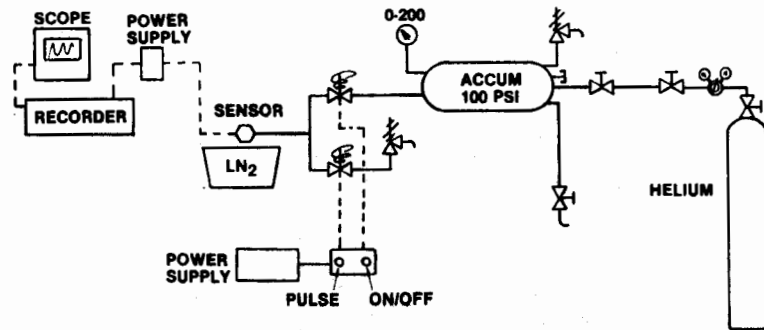 SCOPE
POWER
SUPPLY
0-200
RECORDER
SENSOR
ACCUM
100 PSI
LN2
HELIUM
POWER
SUPPLY
PULSE
ON/OFF